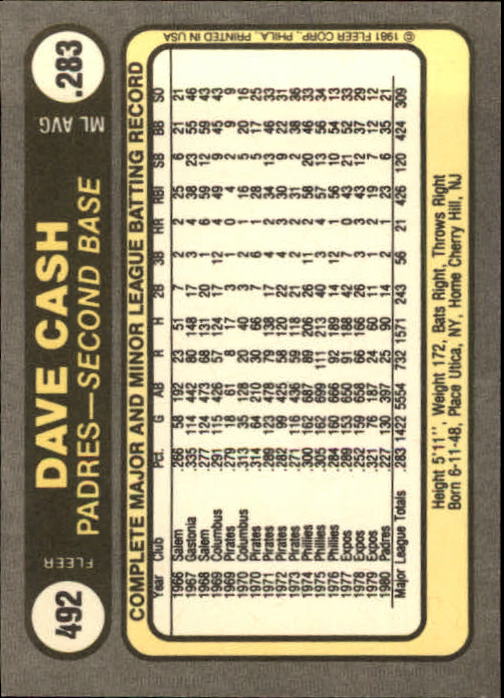 492 FLEER DAVE CASH ML AVG .283
PADRES—SECOND BASE
COMPLETE MAJOR AND MINOR LEAGUE BATTING RECORD
Year Club Pct. G AB R H 2B 3B HR RBI SB BB SO
1966 Salem .266 58 192 23 51 7 2 2 25 6 21 21
1967 Gastonia .335 114 442 80 148 17 3 3 38 23 55 46
1968 Salem .277 124 473 68 131 20 1 6 59 12 59 43
1969 Columbus .291 115 426 57 124 17 12 4 49 9 45 43
1969 Pirates .279 18 61 8 17 3 1 0 4 2 9 9
1970 Columbus .313 35 128 20 40 3 2 1 16 5 20 16
1970 Pirates .314 64 210 30 66 7 6 1 28 5 17 25
1971 Pirates .289 123 478 79 138 17 4 2 34 13 46 33
1972 Pirates .282 99 425 58 120 22 4 3 30 9 22 31
1973 Pirates .271 116 436 59 118 21 2 2 31 2 38 36
1974 Phillies .300 162 687 89 206 26 11 2 58 20 46 33
1975 Phillies .305 162 699 111 213 40 3 4 57 13 56 34
1976 Phillies .284 160 666 92 189 14 12 1 56 10 54 13
1977 Expos .289 153 650 91 188 42 7 0 43 21 52 33
1978 Expos .252 159 658 66 166 26 3 3 43 12 37 29
1979 Expos .321 76 187 24 60 11 1 2 19 7 12 12
1980 Padres .227 130 397 25 90 14 2 1 23 6 35 21
Major League Totals .283 1422 5554 732 1571 243 56 21 426 120 424 309
Height 5'11", Weight 172, Bats Right, Throws Right
Born 6-11-48, Place Utica, NY, Home Cherry Hill, NJ
© 1981 FLEER CORP., PHILA., PRINTED IN USA